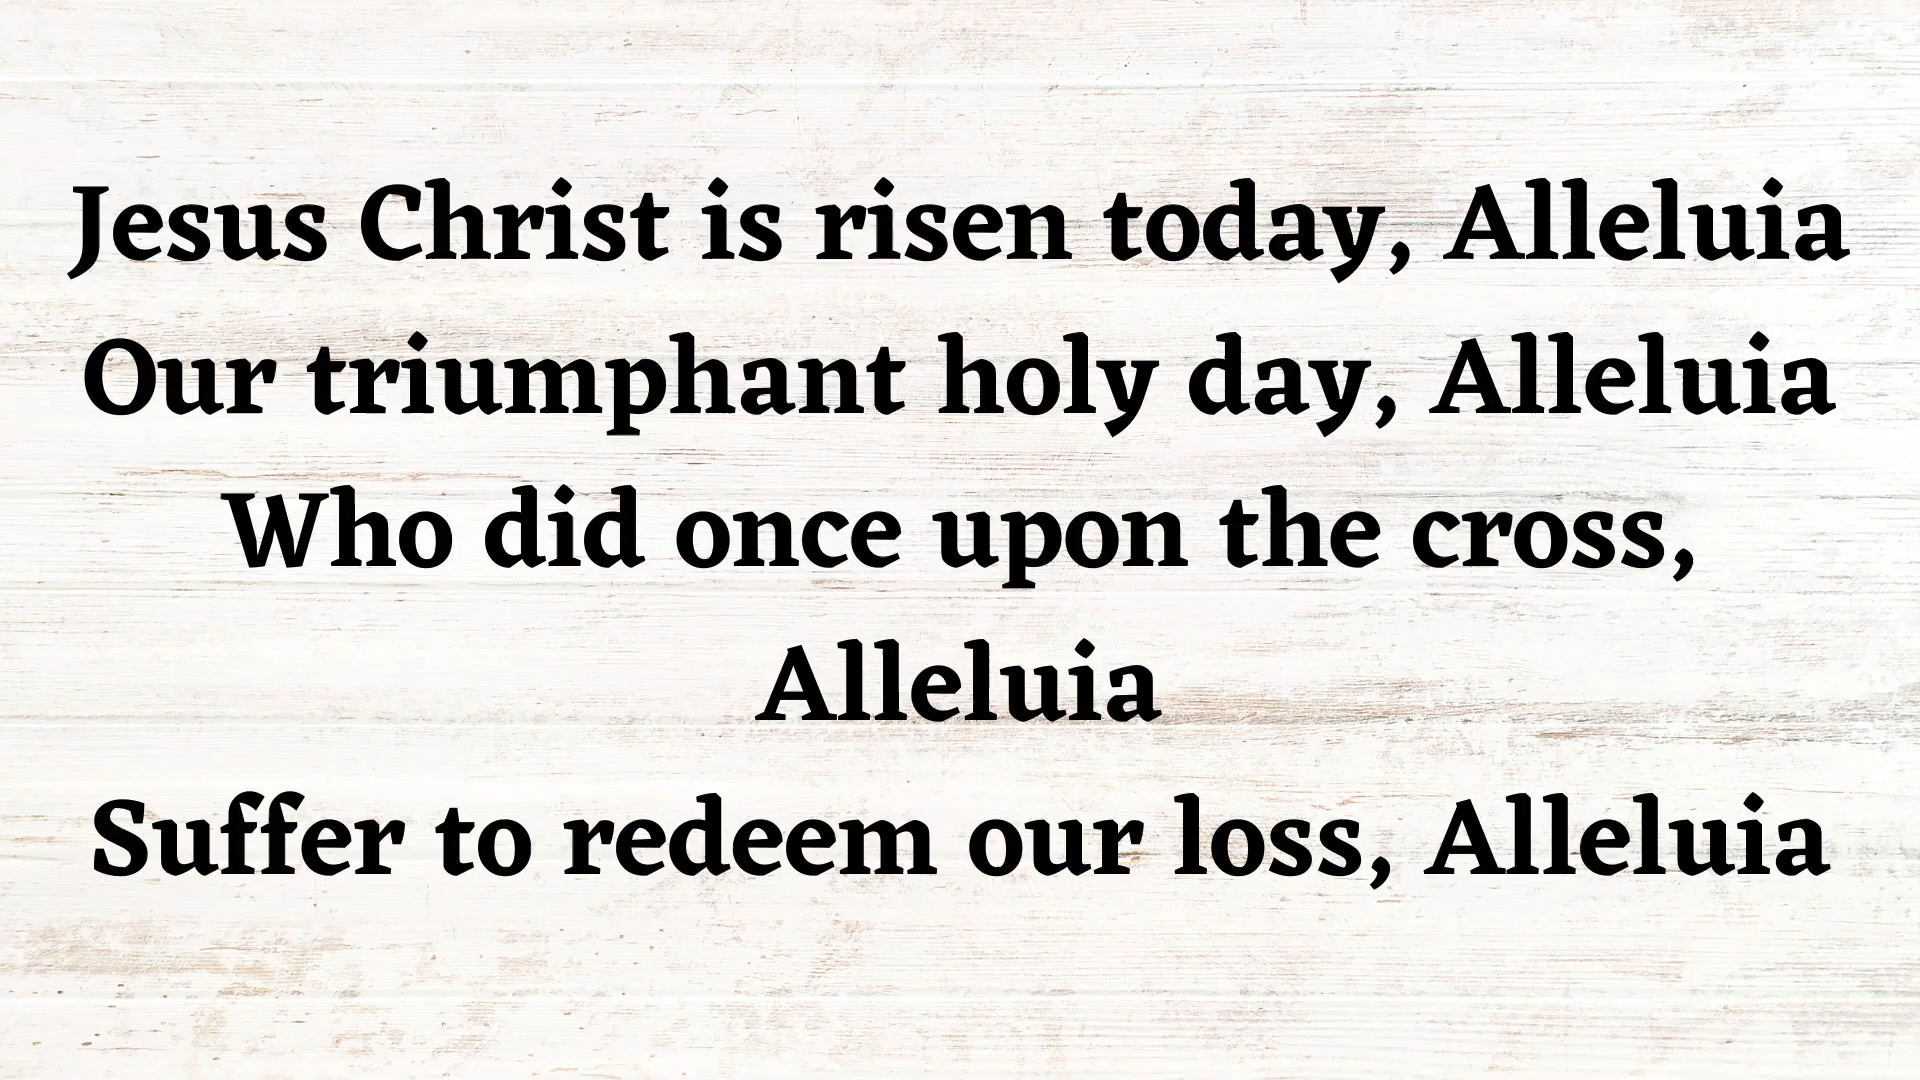 Jesus Christ is risen today, Alleluia
Our triumphant holy day, Alleluia
Who did once upon the cross,
Alleluia
Suffer to redeem our loss, Alleluia